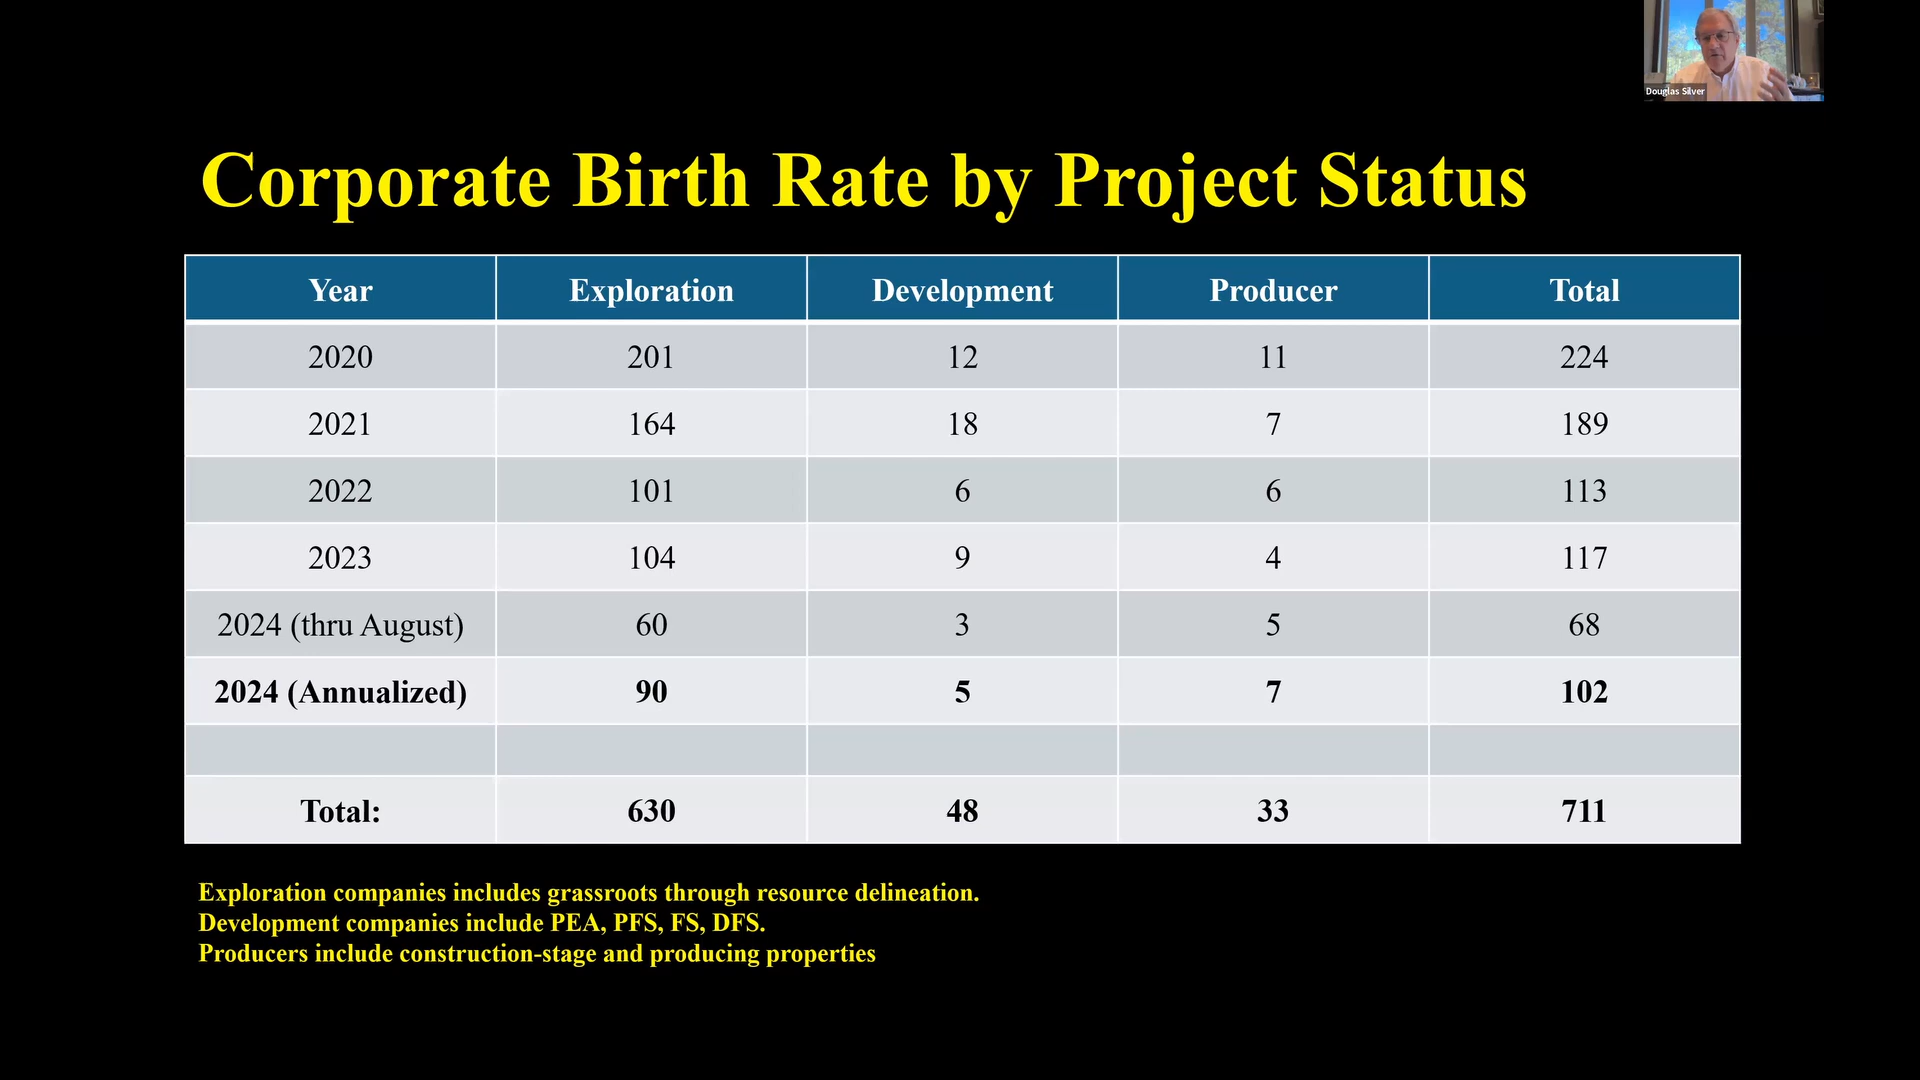 Douglas Silver
Corporate Birth Rate by Project Status
Year Exploration Development Producer Total
2020 201 12 11 224
2021 164 18 7 189
2022 101 6 6 113
2023 104 9 4 117
2024 (thru August) 60 3 5 68
2024 (Annualized) 90 5 7 102
Total: 630 48 33 711
Exploration companies includes grassroots through resource delineation.
Development companies include PEA, PFS, FS, DFS.
Producers include construction-stage and producing properties